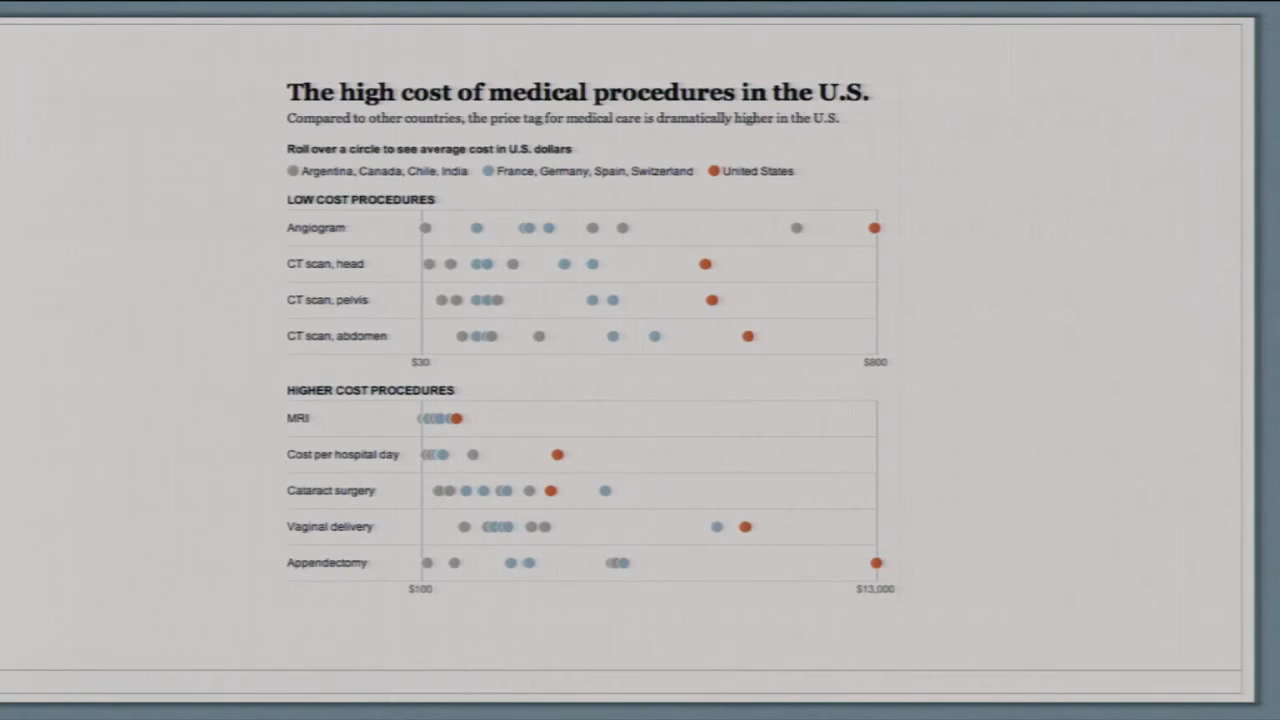 The high cost of medical procedures in the U.S.
Compared to other countries, the price tag for medical care is dramatically higher in the U.S.
Roll over a circle to see average cost in U.S. dollars
Argentina, Canada, Chile, India France, Germany, Spain, Switzerland United States
LOW COST PROCEDURES
Angiogram
CT scan, head
CT scan, pelvis
CT scan, abdomen
$30 $800
HIGHER COST PROCEDURES
MRI
Cost per hospital day
Cataract surgery
Vaginal delivery
Appendectomy
$100 $13,000